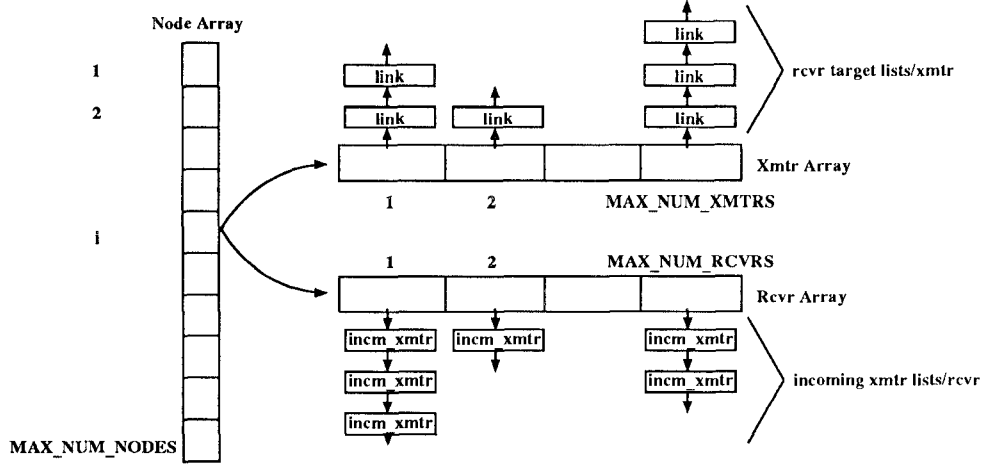 Node Array
1
2
i
MAX_NUM_NODES
link
link
link
link
link
link
rcvr target lists/xmtr
Xmtr Array
1 2 MAX_NUM_XMTRS
1 2 MAX_NUM_RCVRS
Rcvr Array
incm_xmtr incm_xmtr incm_xmtr
incm_xmtr incm_xmtr
incm_xmtr
incoming xmtr lists/rcvr